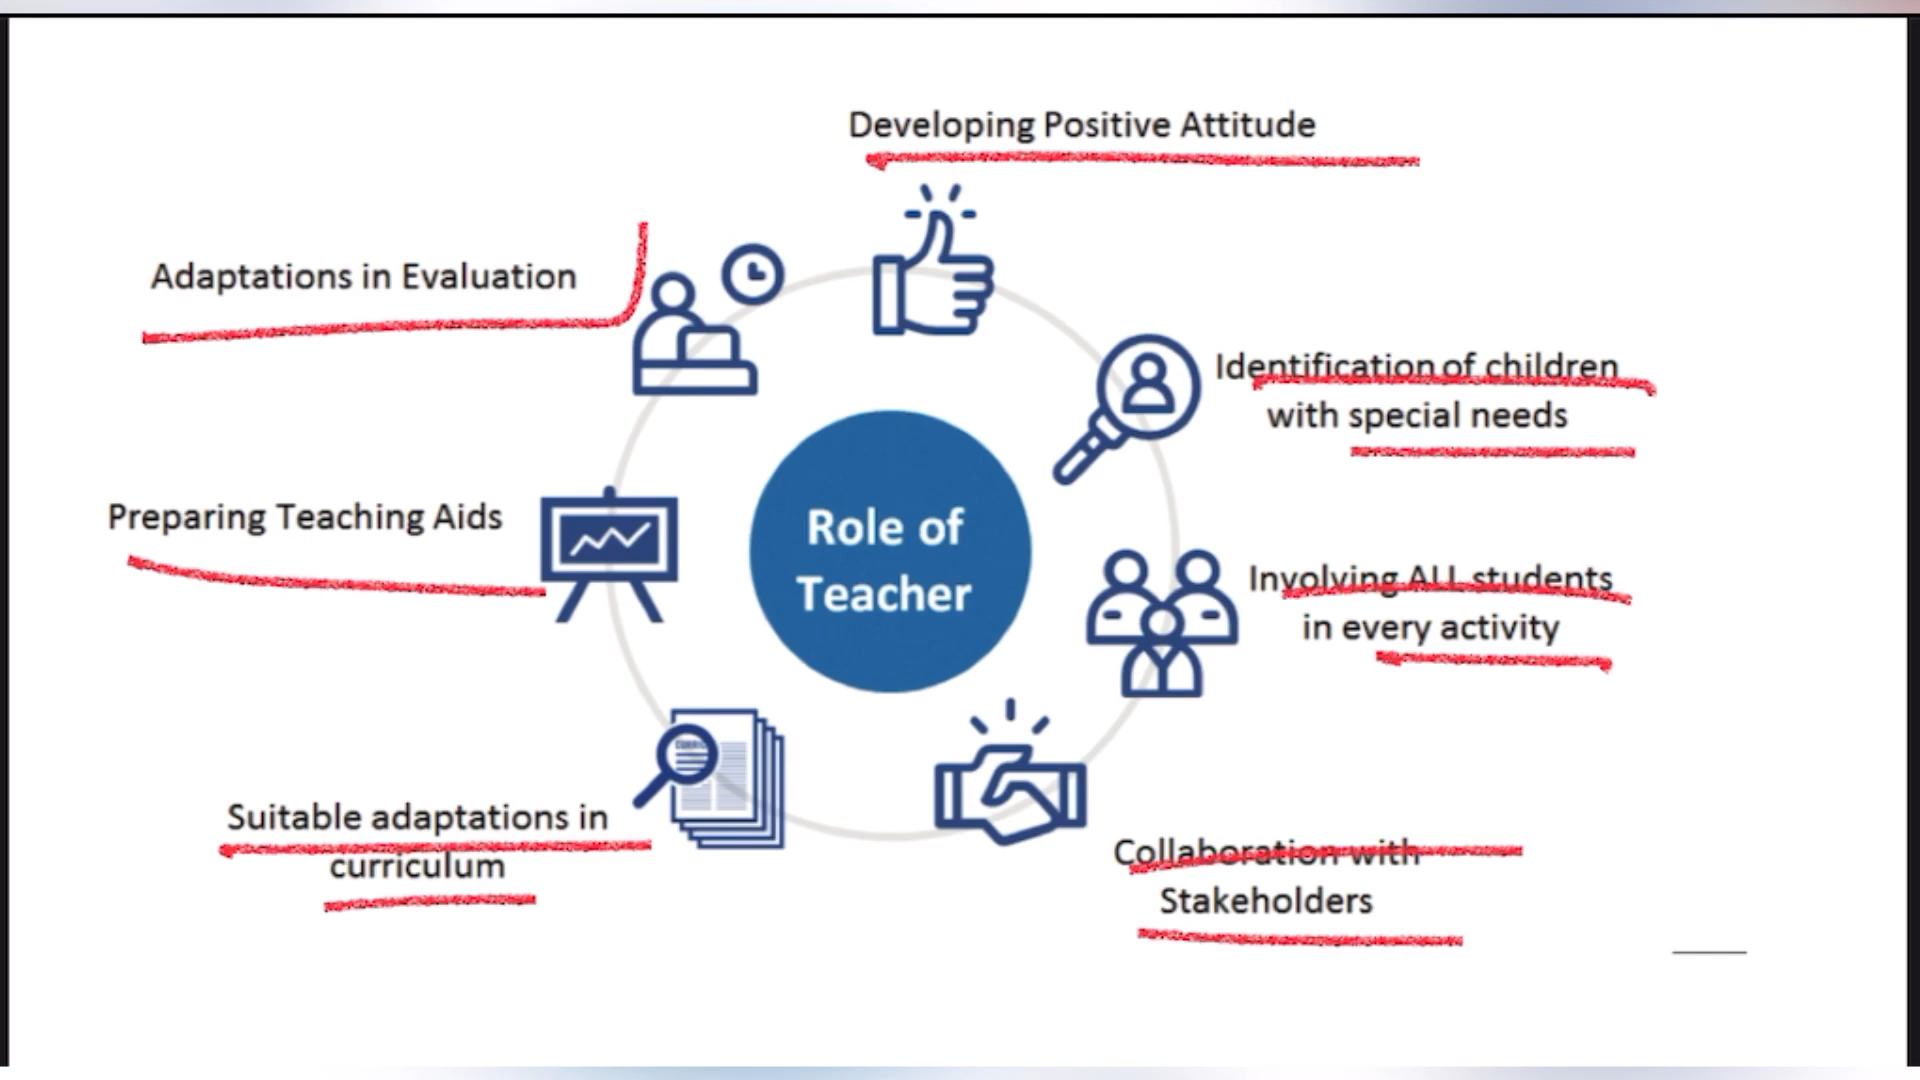 Developing Positive Attitude
Adaptations in Evaluation
Identification of children
with special needs
Preparing Teaching Aids
Role of
Teacher
Involving ALL students
in every activity
Suitable adaptations in
curriculum
Collaboration with
Stakeholders